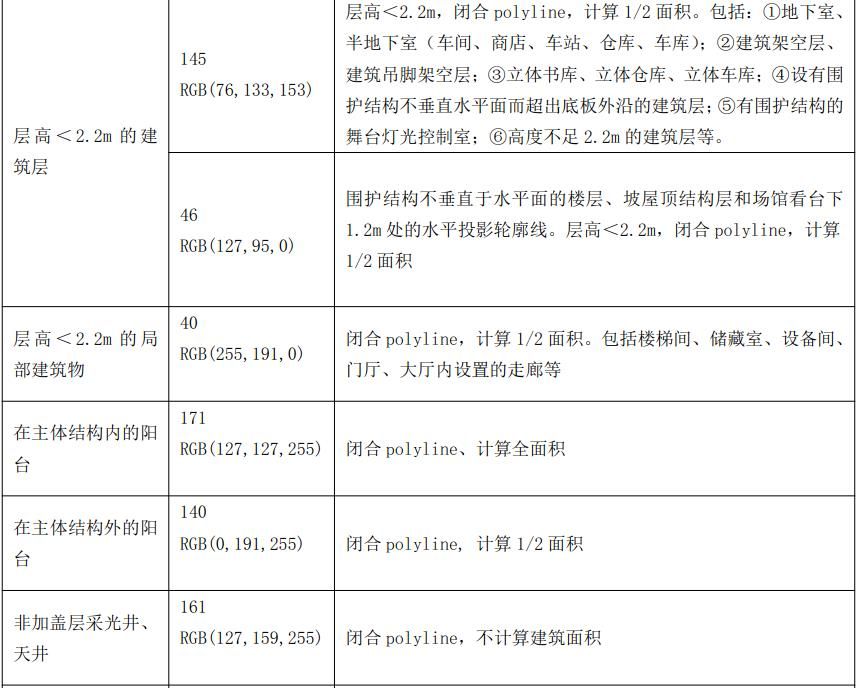 层高＜2.2m 的建
筑层
145
RGB(76,133,153)
层高＜2.2m，闭合 polyline，计算 1/2 面积。包括：①地下室、
半地下室（车间、商店、车站、仓库、车库）；②建筑架空层、
建筑吊脚架空层；③立体书库、立体仓库、立体车库；④设有围
护结构不垂直水平面而超出底板外沿的建筑层；⑤有围护结构的
舞台灯光控制室；⑥高度不足 2.2m 的建筑层等。
46
RGB(127,95,0)
围护结构不垂直于水平面的楼层、坡屋顶结构层和场馆看台下
1.2m 处的水平投影轮廓线。层高＜2.2m，闭合 polyline，计算
1/2 面积
层高＜2.2m 的局
部建筑物
40
RGB(255,191,0)
闭合 polyline，计算 1/2 面积。包括楼梯间、储藏室、设备间、
门厅、大厅内设置的走廊等
在主体结构内的阳
台
171
RGB(127,127,255)
闭合 polyline、计算全面积
在主体结构外的阳
台
140
RGB(0,191,255)
闭合 polyline, 计算 1/2 面积
非加盖层采光井、
天井
161
RGB(127,159,255)
闭合 polyline，不计算建筑面积